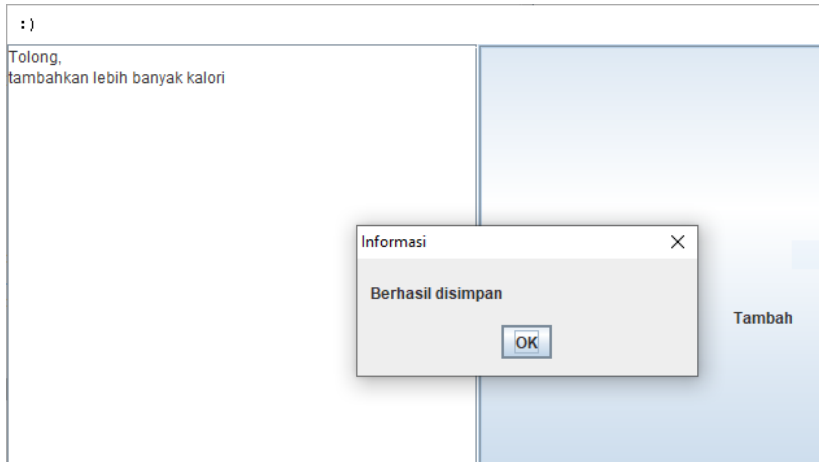 :)
Tolong,
tambahkan lebih banyak kalori
Informasi
Berhasil disimpan
OK
Tambah